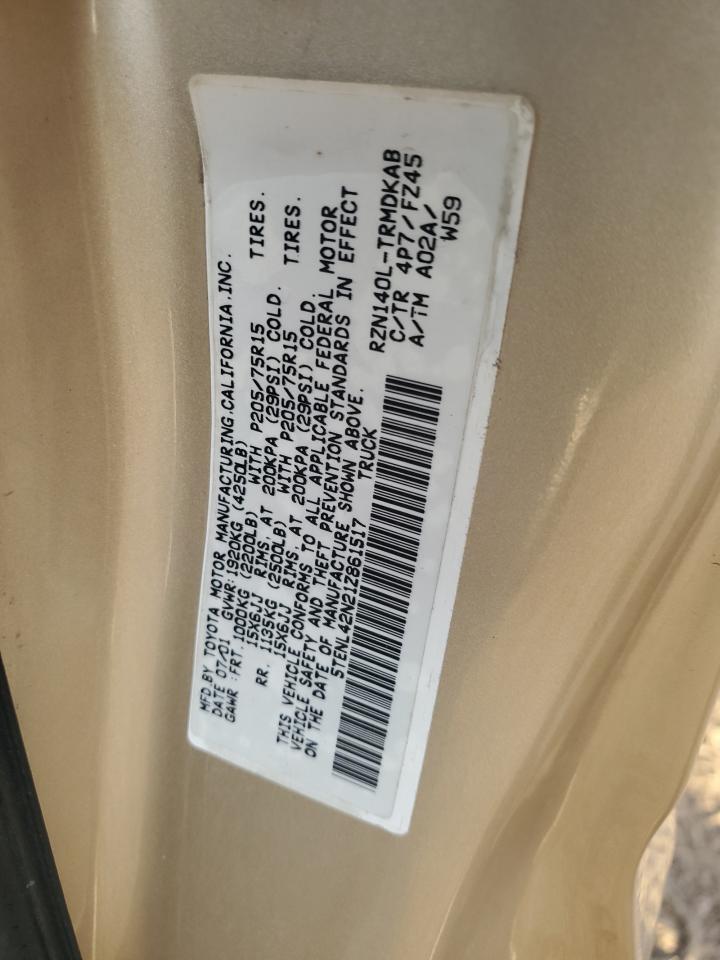 MFD.BY TOYOTA MOTOR MANUFACTURING.CALIFORNIA.INC.
DATE 07/01 GVWR:1920KG (4250LB)
GAWR :FRT.1000KG (2200LB) WITH P205/75R15 TIRES.
15X6JJ RIMS. AT 200KPA (29PSI) COLD.
RR. 1135KG (2500LB) WITH P205/75R15 TIRES.
15X6JJ RIMS. AT 200KPA (29PSI) COLD.
THIS VEHICLE CONFORMS TO ALL APPLICABLE FEDERAL MOTOR
VEHICLE SAFETY AND THEFT PREVENTION STANDARDS IN EFFECT
ON THE DATE OF MANUFACTURE SHOWN ABOVE.
5TENL42N21Z861517 TRUCK
RZN140L-TRMDKAB
C/TR 4P7/FZ45
A/TM A02A/
W59